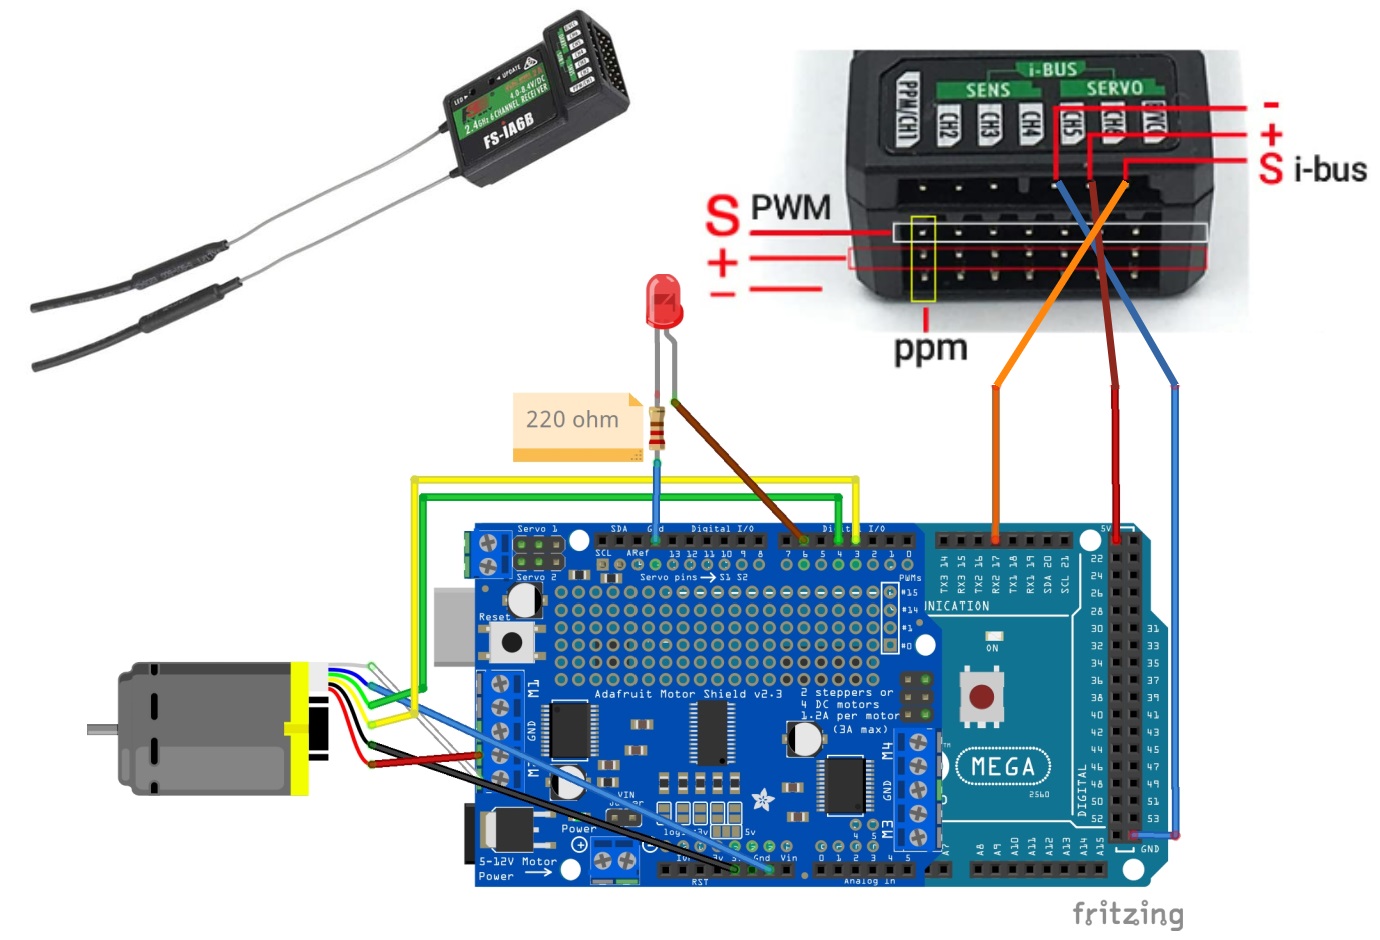 LED
UPDATE
4.0-8.4V/DC
2.4GHz 6 CHANNEL RECEIVER
FS-iA6B
i-BUS
SENS
SERVO
PPM/CH1
CH2
CH3
CH4
CH5
CH6
B/VCC
-
+
S i-bus
S PWM
+
-
ppm
220 ohm
Servo 1
SDA
Gnd
Digital I/O
Digital I/O
SCL
ARef
13 12 11 10 9 8
7 6 5 4 3 2 1 0
Servo 2
Servo pins → S1 S2
PWMs
#15
#14
#1
#0
Reset
M1
GND
Adafruit Motor Shield v2.3
2 steppers or
4 DC motors
1.2A per motor
(3A max)
M4
GND
M3
VIN
Power
5v
5-12V Motor
Power →
Gnd
Vin
RST
0 1 2 3 4 5
4 5
Analog In
TX3 14
RX3 15
TX2 16
RX2 17
TX1 18
RX1 19
SDA 20
SCL 21
UNICATION
ON
MEGA
2560
DIGITAL
5V
22
24
26
28
30 31
32 33
34 35
36 37
38 39
40 41
42 43
44 45
46 47
48 49
50 51
52 53
GND
A7
A8
A9
A10
A11
A12
A13
A14
A15
fritzing